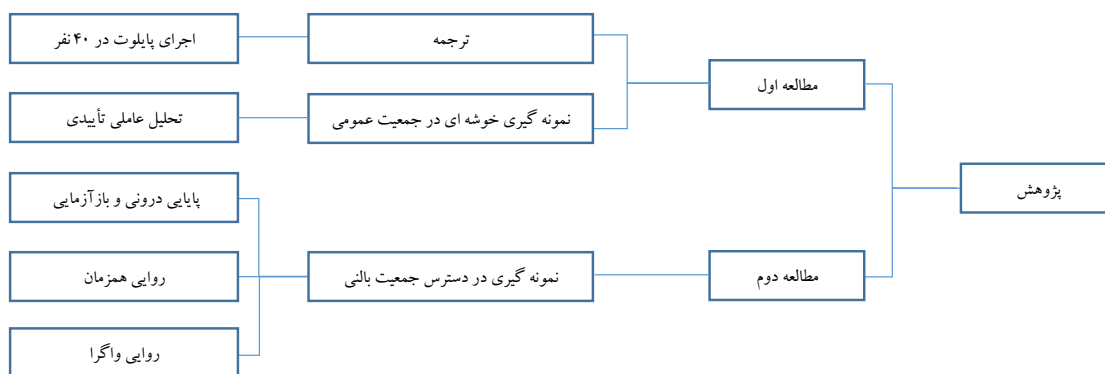 پژوهش
مطالعه اول
ترجمه
اجرای پایلوت در ۴۰ نفر
نمونه گیری خوشه ای در جمعیت عمومی
تحلیل عاملی تأییدی
مطالعه دوم
نمونه گیری در دسترس جمعیت بالنی
پایایی درونی و بازآزمایی
روایی همزمان
روایی واگرا